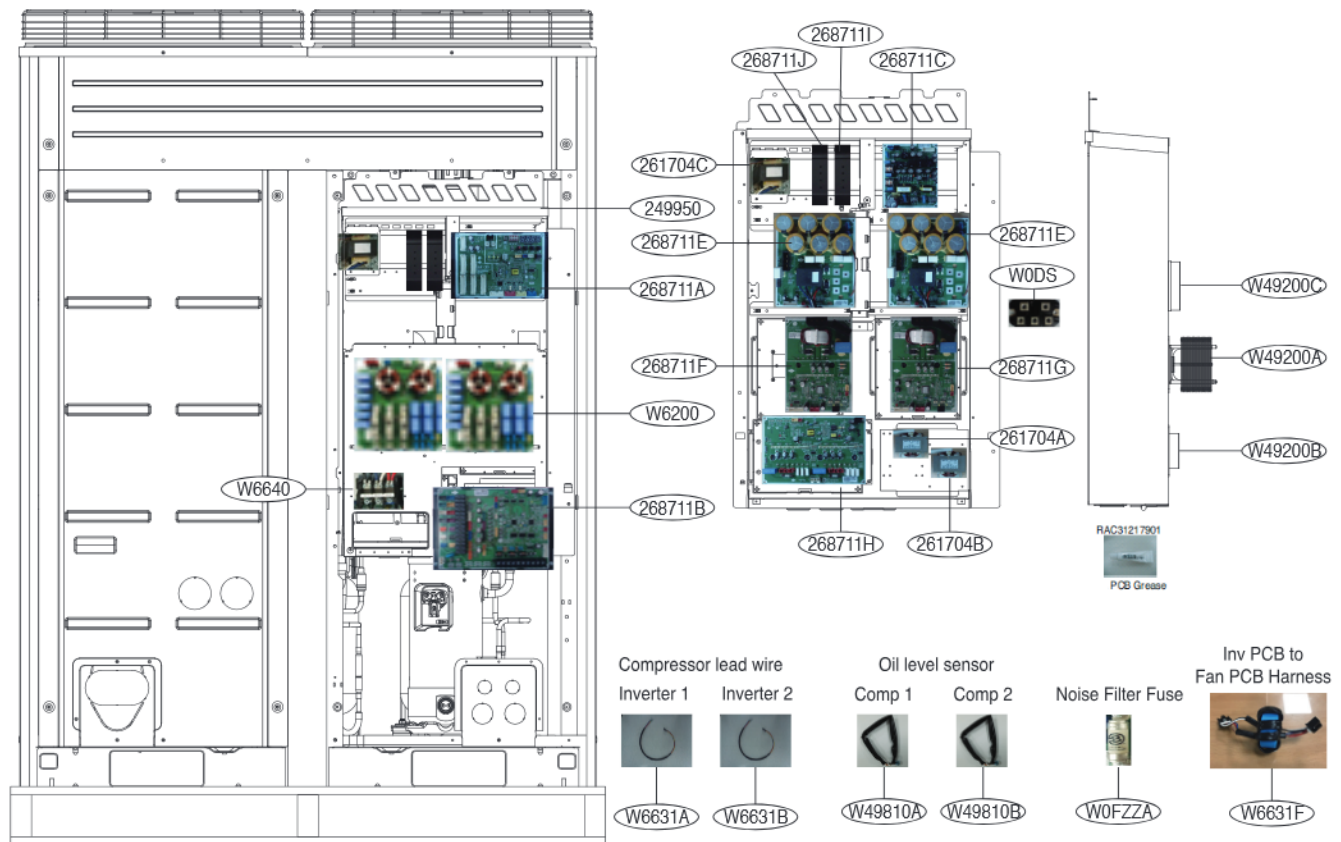 268711I
268711J
268711C
261704C
249950
268711E
268711E
W0DS
268711A
W49200C
268711F
268711G
W49200A
W6200
261704A
W49200B
W6640
268711B
268711H
261704B
RAC31217901
PCB Grease
Compressor lead wire
Inverter 1
Inverter 2
Oil level sensor
Comp 1
Comp 2
Noise Filter Fuse
Inv PCB to
Fan PCB Harness
W6631A
W6631B
W49810A
W49810B
W0FZZA
W6631F